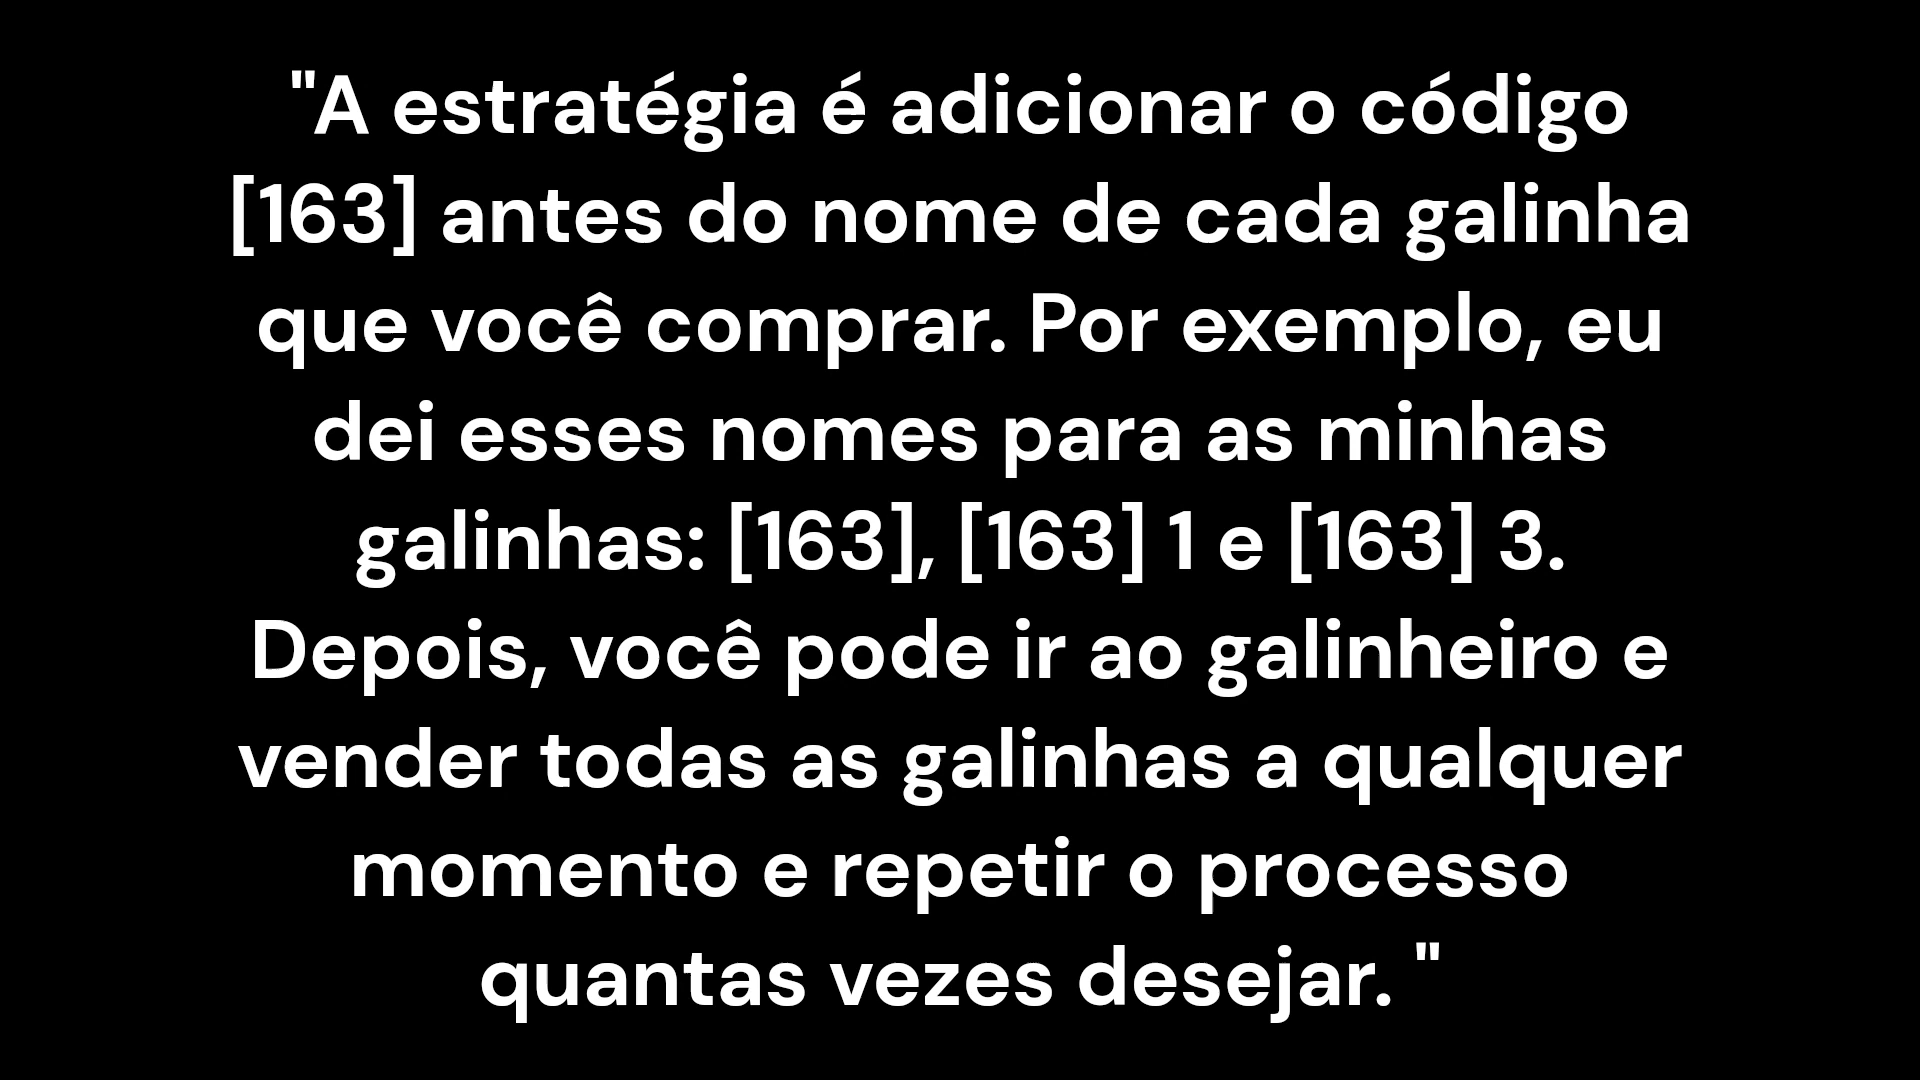 "A estratégia é adicionar o código
[163] antes do nome de cada galinha
que você comprar. Por exemplo, eu
dei esses nomes para as minhas
galinhas: [163], [163] 1 e [163] 3.
Depois, você pode ir ao galinheiro e
vender todas as galinhas a qualquer
momento e repetir o processo
quantas vezes desejar. "